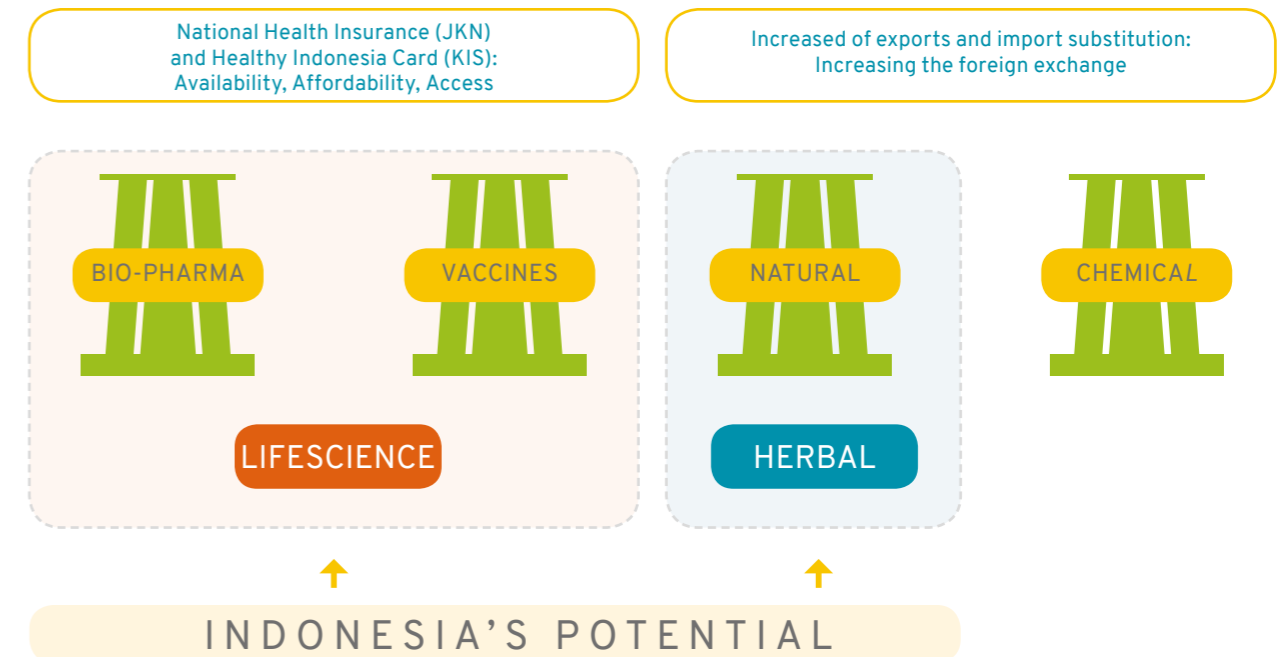 National Health Insurance (JKN)
and Healthy Indonesia Card (KIS):
Availability, Affordability, Access
Increased of exports and import substitution:
Increasing the foreign exchange
BIO-PHARMA
VACCINES
NATURAL
CHEMICAL
LIFESCIENCE
HERBAL
INDONESIA'S POTENTIAL